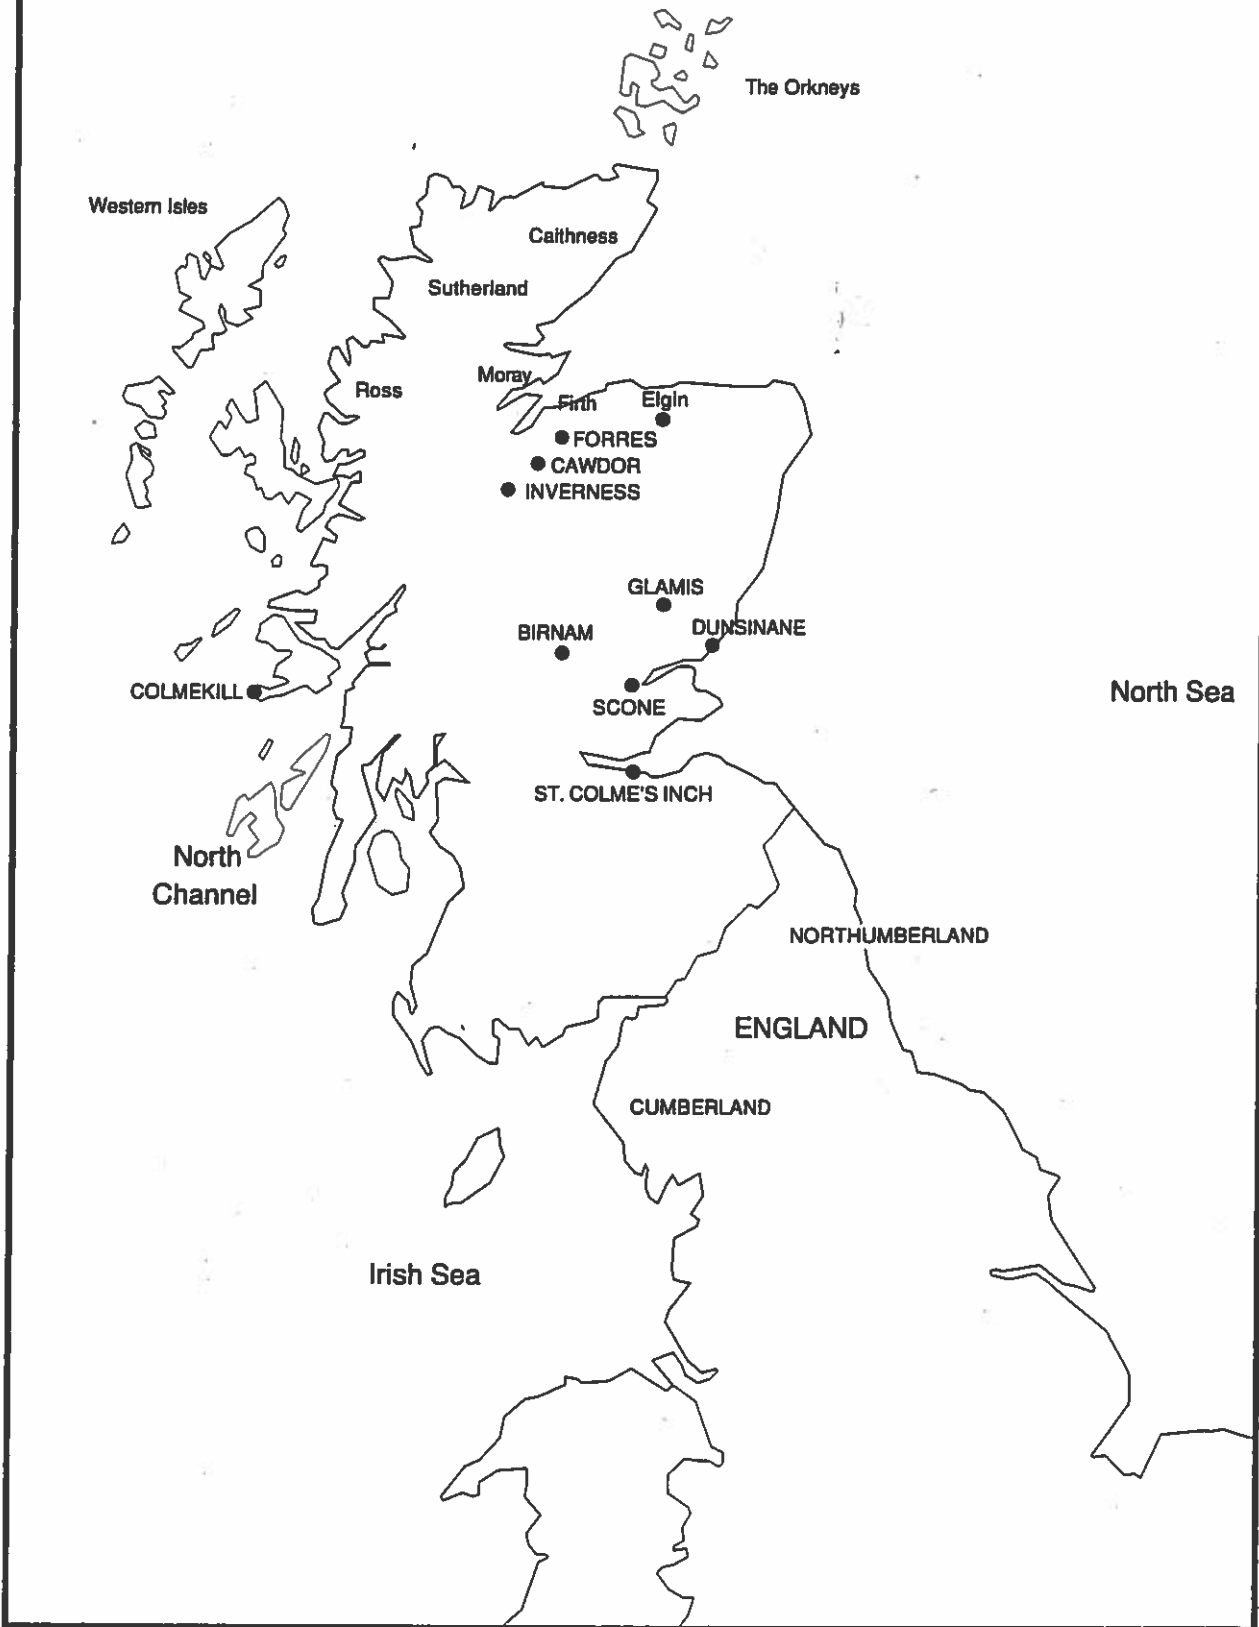 The Orkneys
Western Isles
Caithness
Sutherland
Moray
Ross
Firth
Elgin
FORRES
CAWDOR
INVERNESS
GLAMIS
BIRNAM
DUNSINANE
COLMEKILL
SCONE
North Sea
ST. COLME'S INCH
North
Channel
NORTHUMBERLAND
ENGLAND
CUMBERLAND
Irish Sea